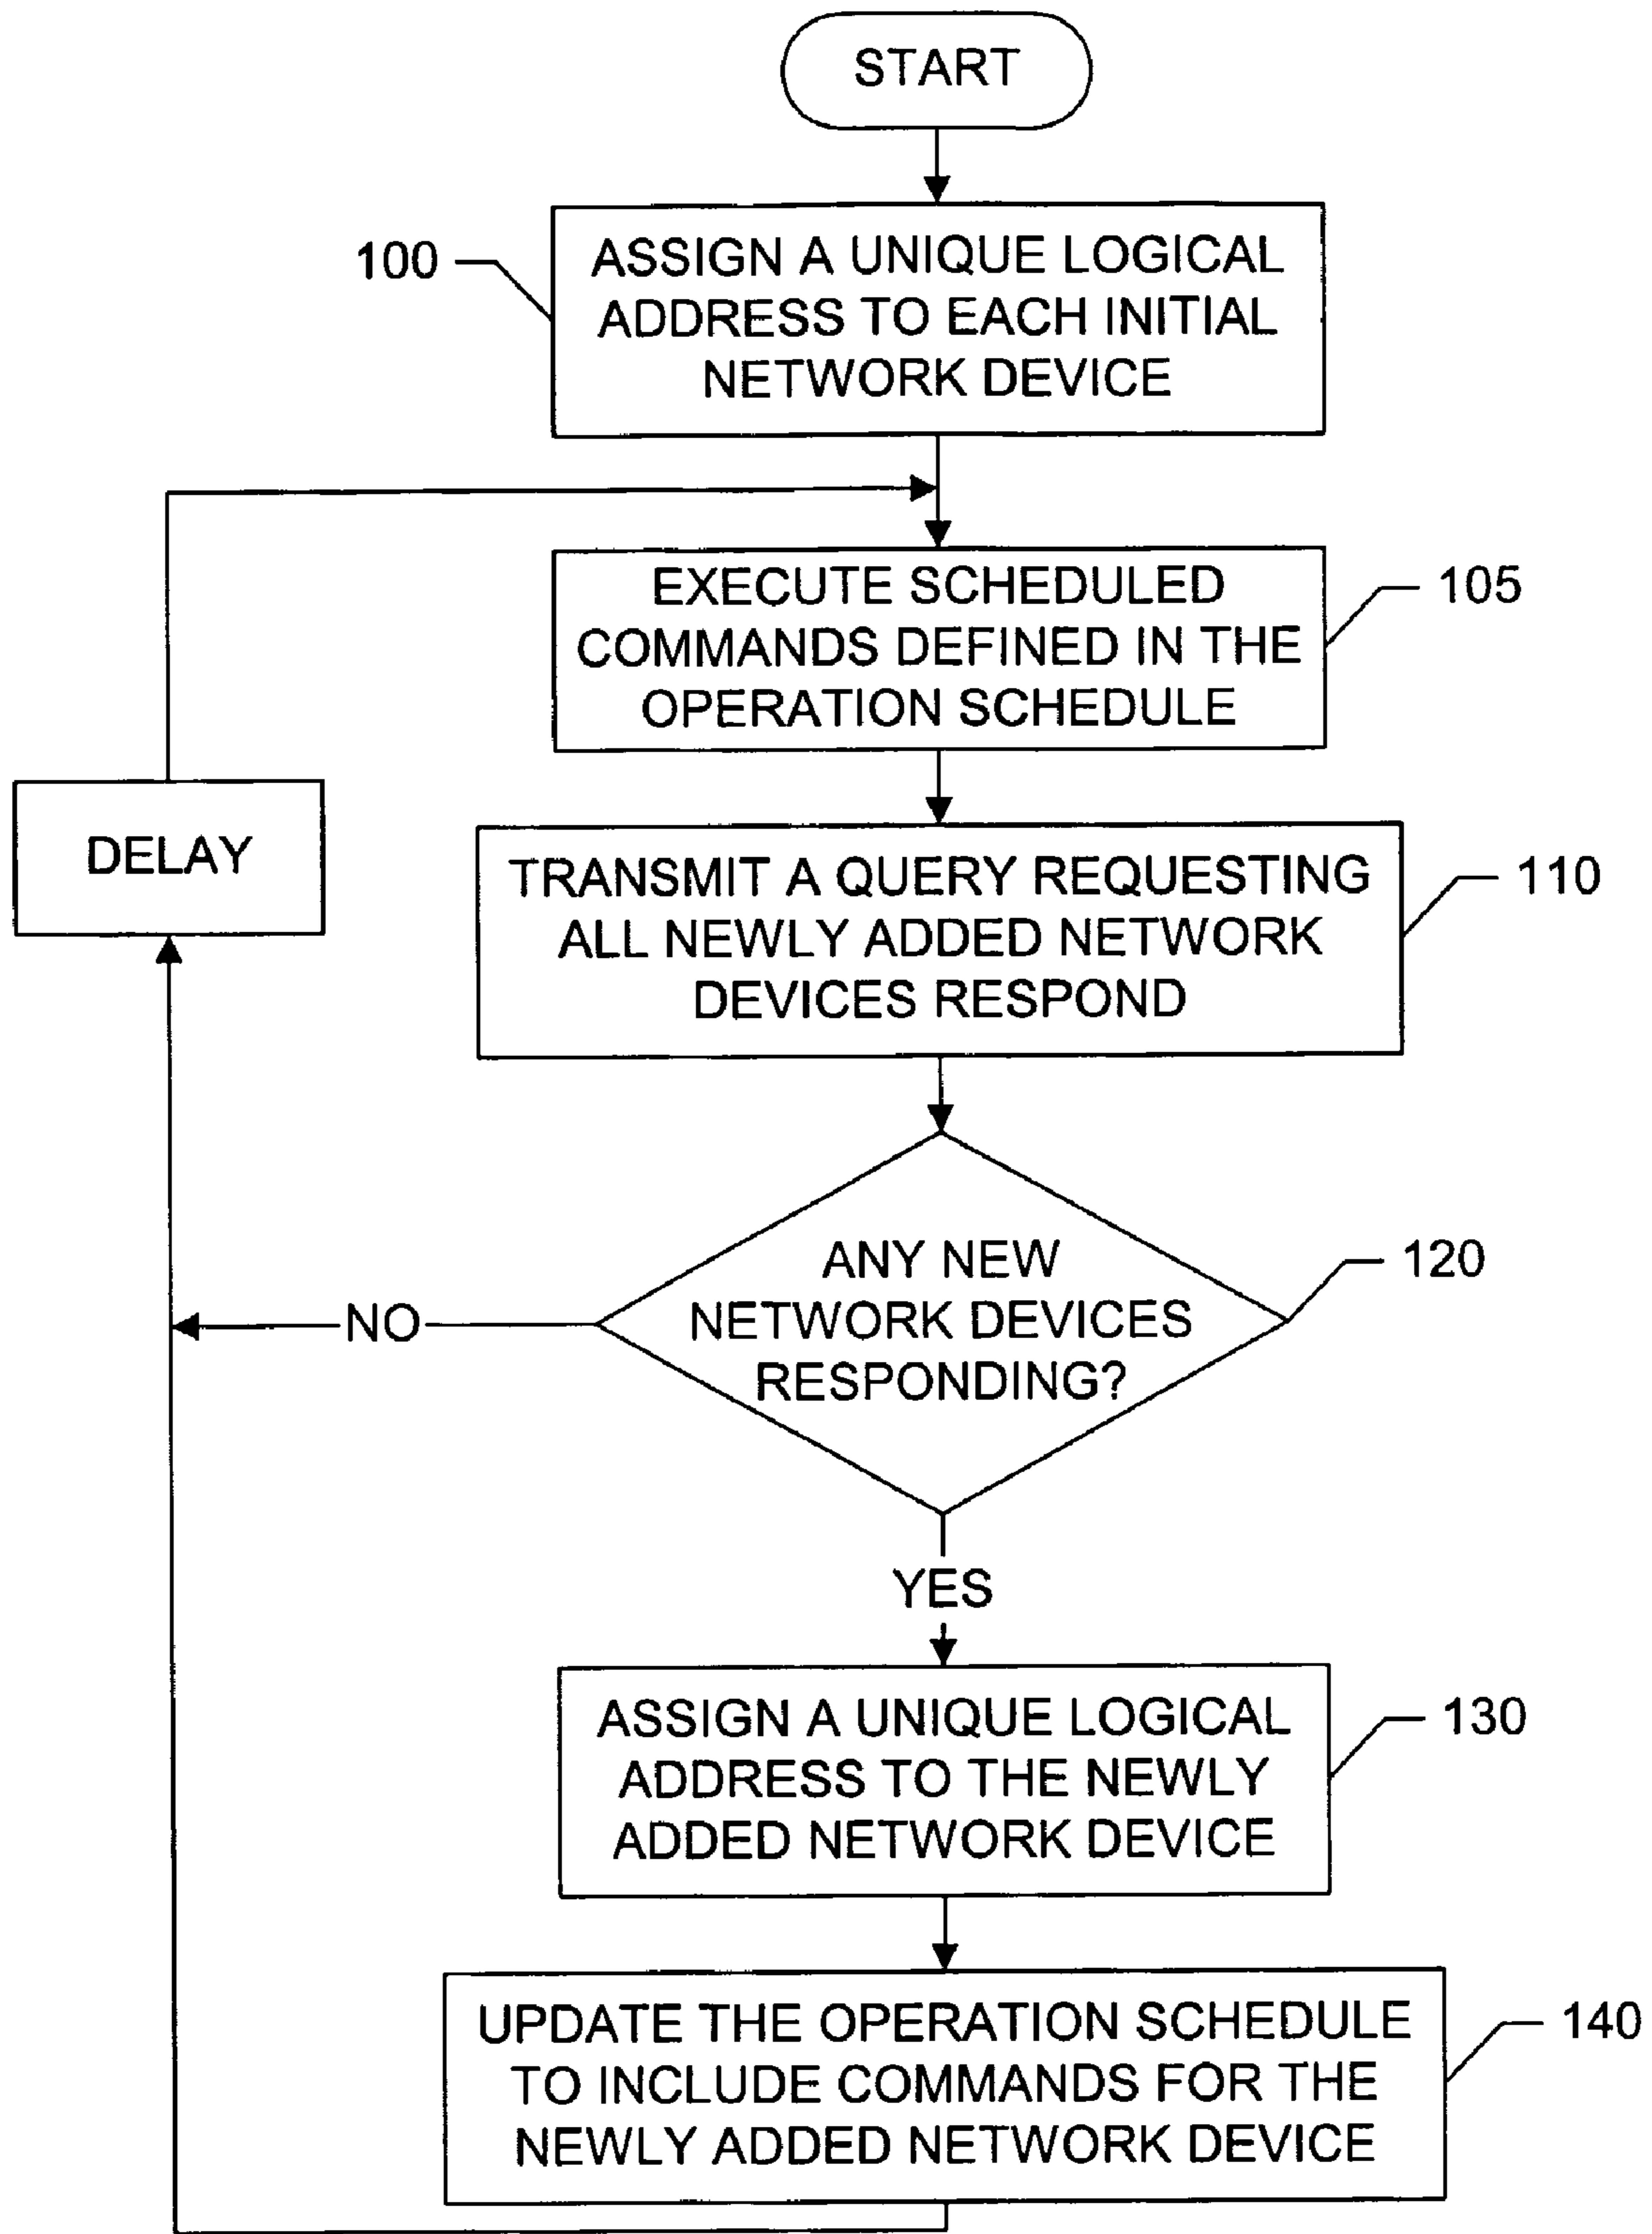 START
100
ASSIGN A UNIQUE LOGICAL
ADDRESS TO EACH INITIAL
NETWORK DEVICE
EXECUTE SCHEDULED
COMMANDS DEFINED IN THE
OPERATION SCHEDULE
105
DELAY
TRANSMIT A QUERY REQUESTING
ALL NEWLY ADDED NETWORK
DEVICES RESPOND
110
ANY NEW
NETWORK DEVICES
RESPONDING?
120
NO
YES
ASSIGN A UNIQUE LOGICAL
ADDRESS TO THE NEWLY
ADDED NETWORK DEVICE
130
UPDATE THE OPERATION SCHEDULE
TO INCLUDE COMMANDS FOR THE
NEWLY ADDED NETWORK DEVICE
140